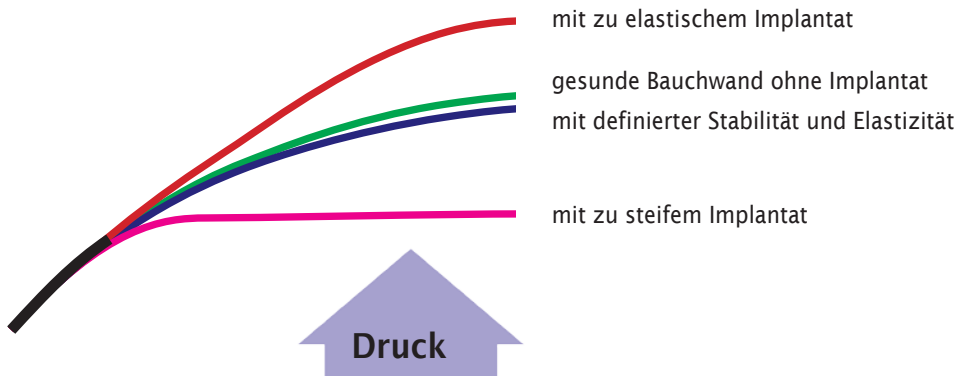 mit zu elastischem Implantat
gesunde Bauchwand ohne Implantat
mit definierter Stabilität und Elastizität
mit zu steifem Implantat
Druck